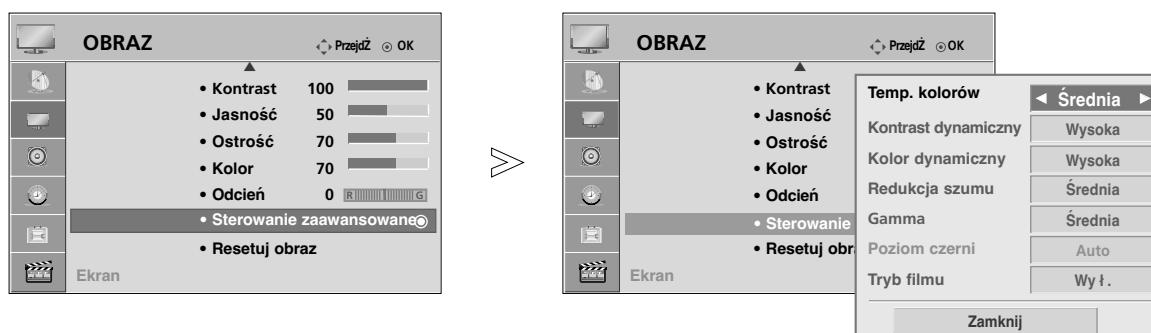 OBRAZ PrzejdŹ OK
• Kontrast 100
• Jasność 50
• Ostrość 70
• Kolor 70
• Odcień 0 R G
• Sterowanie zaawansowane
• Resetuj obraz
Ekran
OBRAZ PrzejdŹ OK
• Kontrast
• Jasność
• Ostrość
• Kolor
• Odcień
• Sterowanie
• Resetuj obra
Ekran
Temp. kolorów Średnia
Kontrast dynamiczny Wysoka
Kolor dynamiczny Wysoka
Redukcja szumu Średnia
Gamma Średnia
Poziom czerni Auto
Tryb filmu Wy ł .
Zamknij